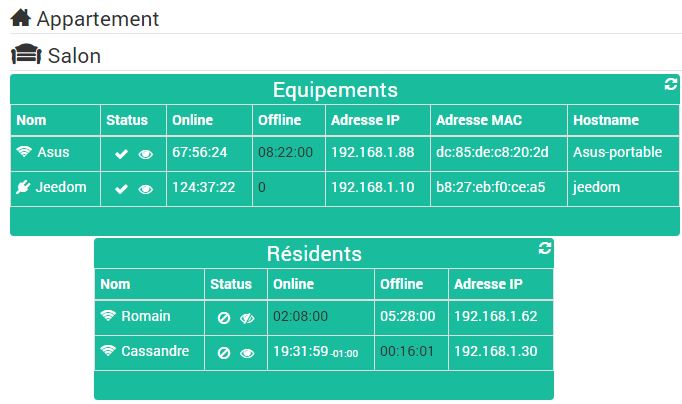 Appartement
Salon
Equipements
Nom Status Online Offline Adresse IP Adresse MAC Hostname
Asus 67:56:24 08:22:00 192.168.1.88 dc:85:de:c8:20:2d Asus-portable
Jeedom 124:37:22 0 192.168.1.10 b8:27:eb:f0:ce:a5 jeedom
Résidents
Nom Status Online Offline Adresse IP
Romain 02:08:00 05:28:00 192.168.1.62
Cassandre 19:31:59 -01:00 00:16:01 192.168.1.30